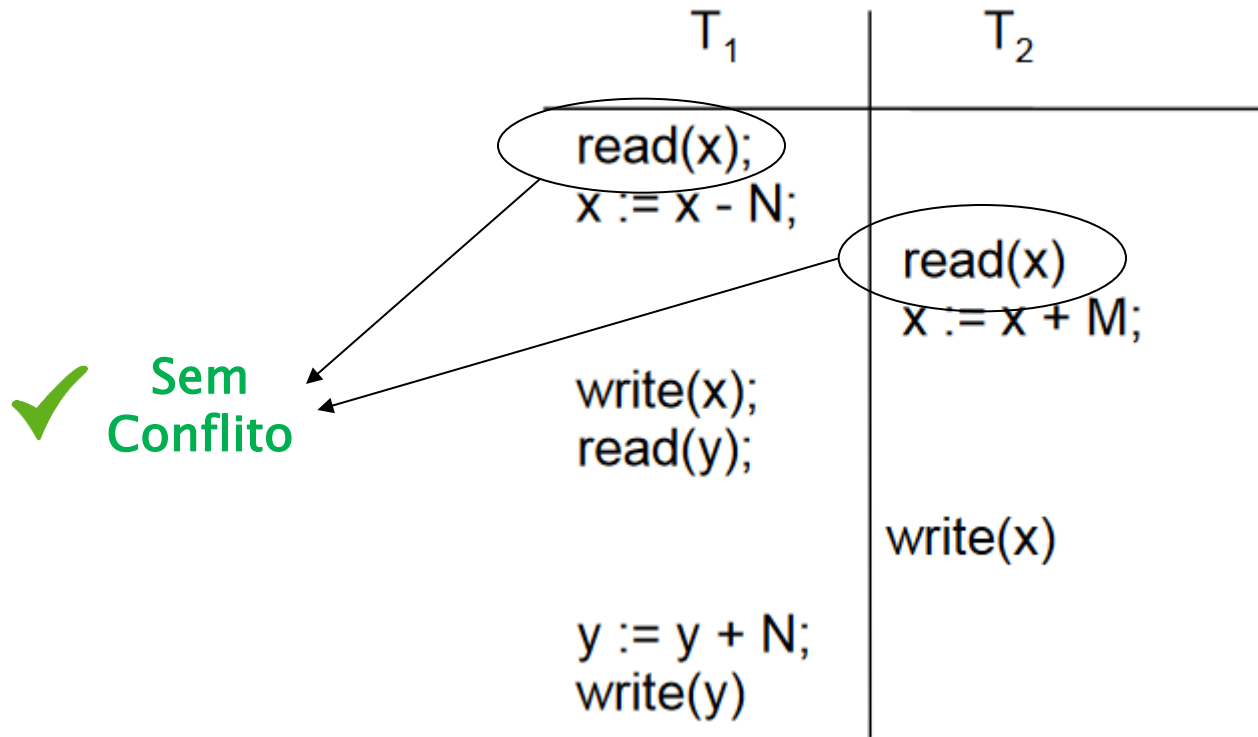 T1 T2
read(x);
x := x - N;
read(x)
x := x + M;
Sem
Conflito
write(x);
read(y);
write(x)
y := y + N;
write(y)